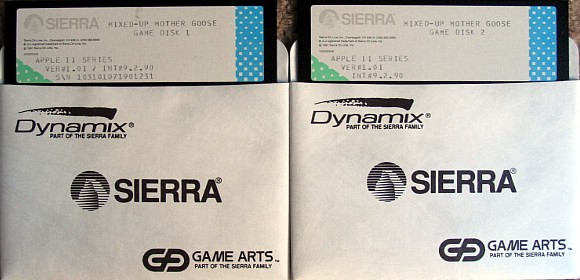 SIERRA®
MIXED-UP MOTHER GOOSE
GAME DISK 1
APPLE II SERIES
VER#1.01 / INT#9.2.90
S/N 103101071901231
Dynamix®
PART OF THE SIERRA FAMILY
SIERRA®
GAME ARTS™
PART OF THE SIERRA FAMILY
SIERRA®
MIXED-UP MOTHER GOOSE
GAME DISK 2
APPLE II SERIES
VER#1.01
INT#9.2.90
Dynamix®
PART OF THE SIERRA FAMILY
SIERRA®
GAME ARTS™
PART OF THE SIERRA FAMILY